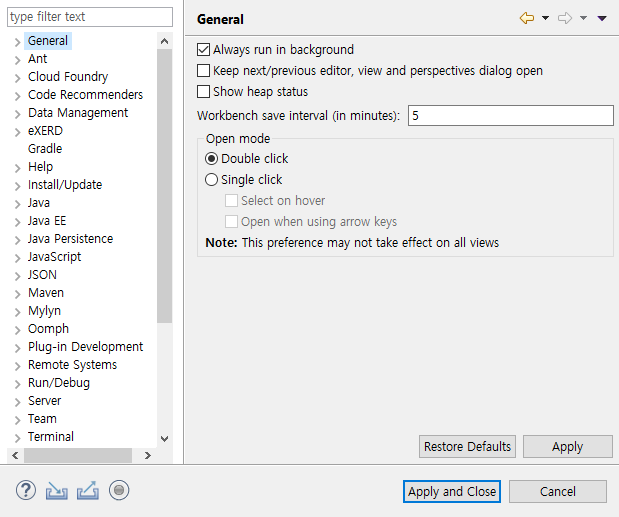 type filter text
General
Ant
Cloud Foundry
Code Recommenders
Data Management
eXERD
Gradle
Help
Install/Update
Java
Java EE
Java Persistence
JavaScript
JSON
Maven
Mylyn
Oomph
Plug-in Development
Remote Systems
Run/Debug
Server
Team
Terminal
General
Always run in background
Keep next/previous editor, view and perspectives dialog open
Show heap status
Workbench save interval (in minutes): 5
Open mode
Double click
Single click
Select on hover
Open when using arrow keys
Note: This preference may not take effect on all views
Restore Defaults Apply
? Apply and Close Cancel